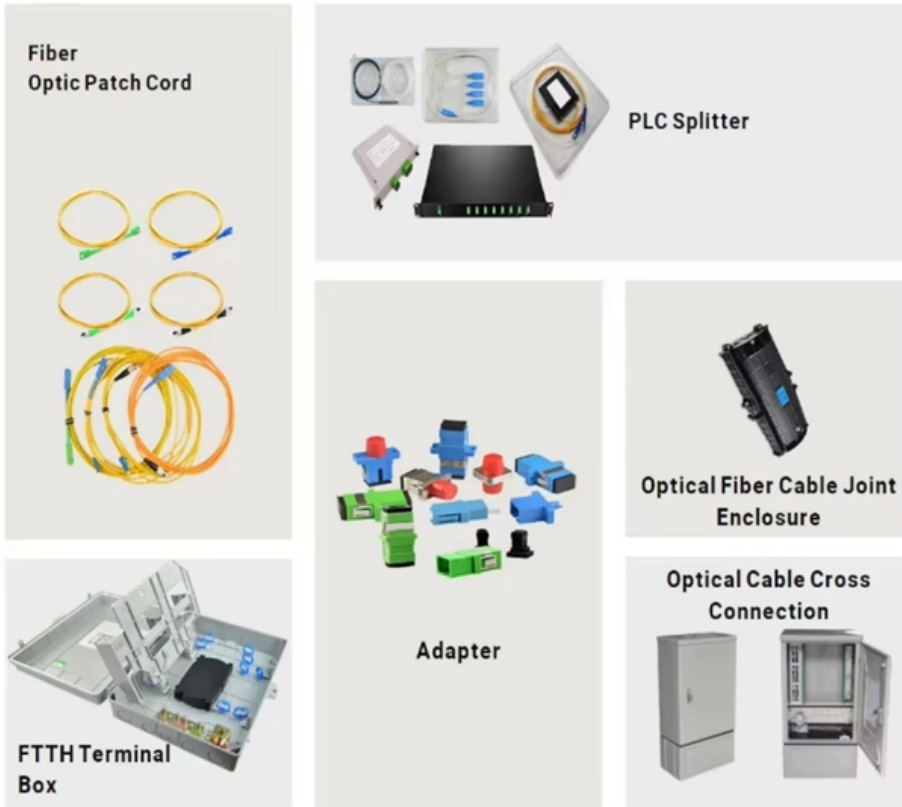 Fiber
Optic Patch Cord
PLC Splitter
Optical Fiber Cable Joint
Enclosure
Adapter
Optical Cable Cross
Connection
FTTH Terminal
Box